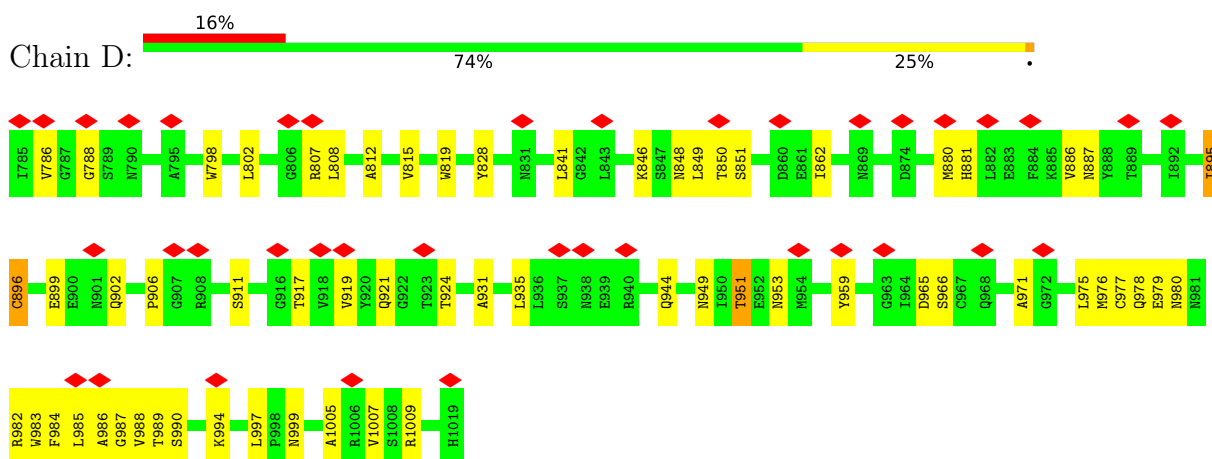 16%
Chain D:
74% 25% •
I785 V786 G787 G788 S789 N790 A795 W798 L802 G806 R807 L808 A812 V815 W819 Y828 N831 L841 G842 L843 K846 S847 N848 L849 T850 S851 D860 E861 I862 N869 D874 M880 H881 L882 E883 F884 K885 V886 N887 Y888 T889 I892 I895
C896 E899 E900 N901 Q902 P906 G907 R908 S911 G916 T917 V918 V919 Y920 Q921 G922 T923 T924 A931 L935 L936 S937 N938 E939 R940 Q944 N949 I950 T951 E952 N953 M954 Y959 G963 I964 D965 S966 C967 Q968 A971 G972 L975 M976 C977 Q978 E979 N980 N981
R982 W983 F984 L985 A986 G987 V988 T989 S990 K994 L997 P998 N999 A1005 R1006 V1007 S1008 R1009 H1019